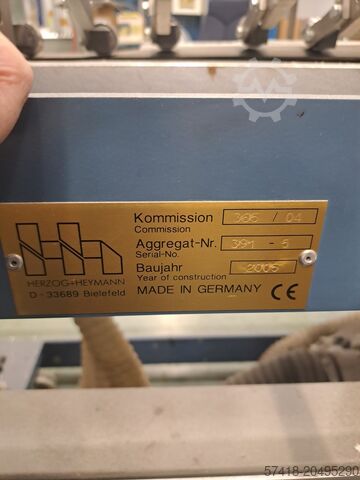 Kommission 365 / 04
Commission
Aggregat-Nr. 391 - 5
Serial-No.
Baujahr 2005
Year of construction
HERZOG+HEYMANN
D - 33689 Bielefeld
MADE IN GERMANY CE
57418-20495290